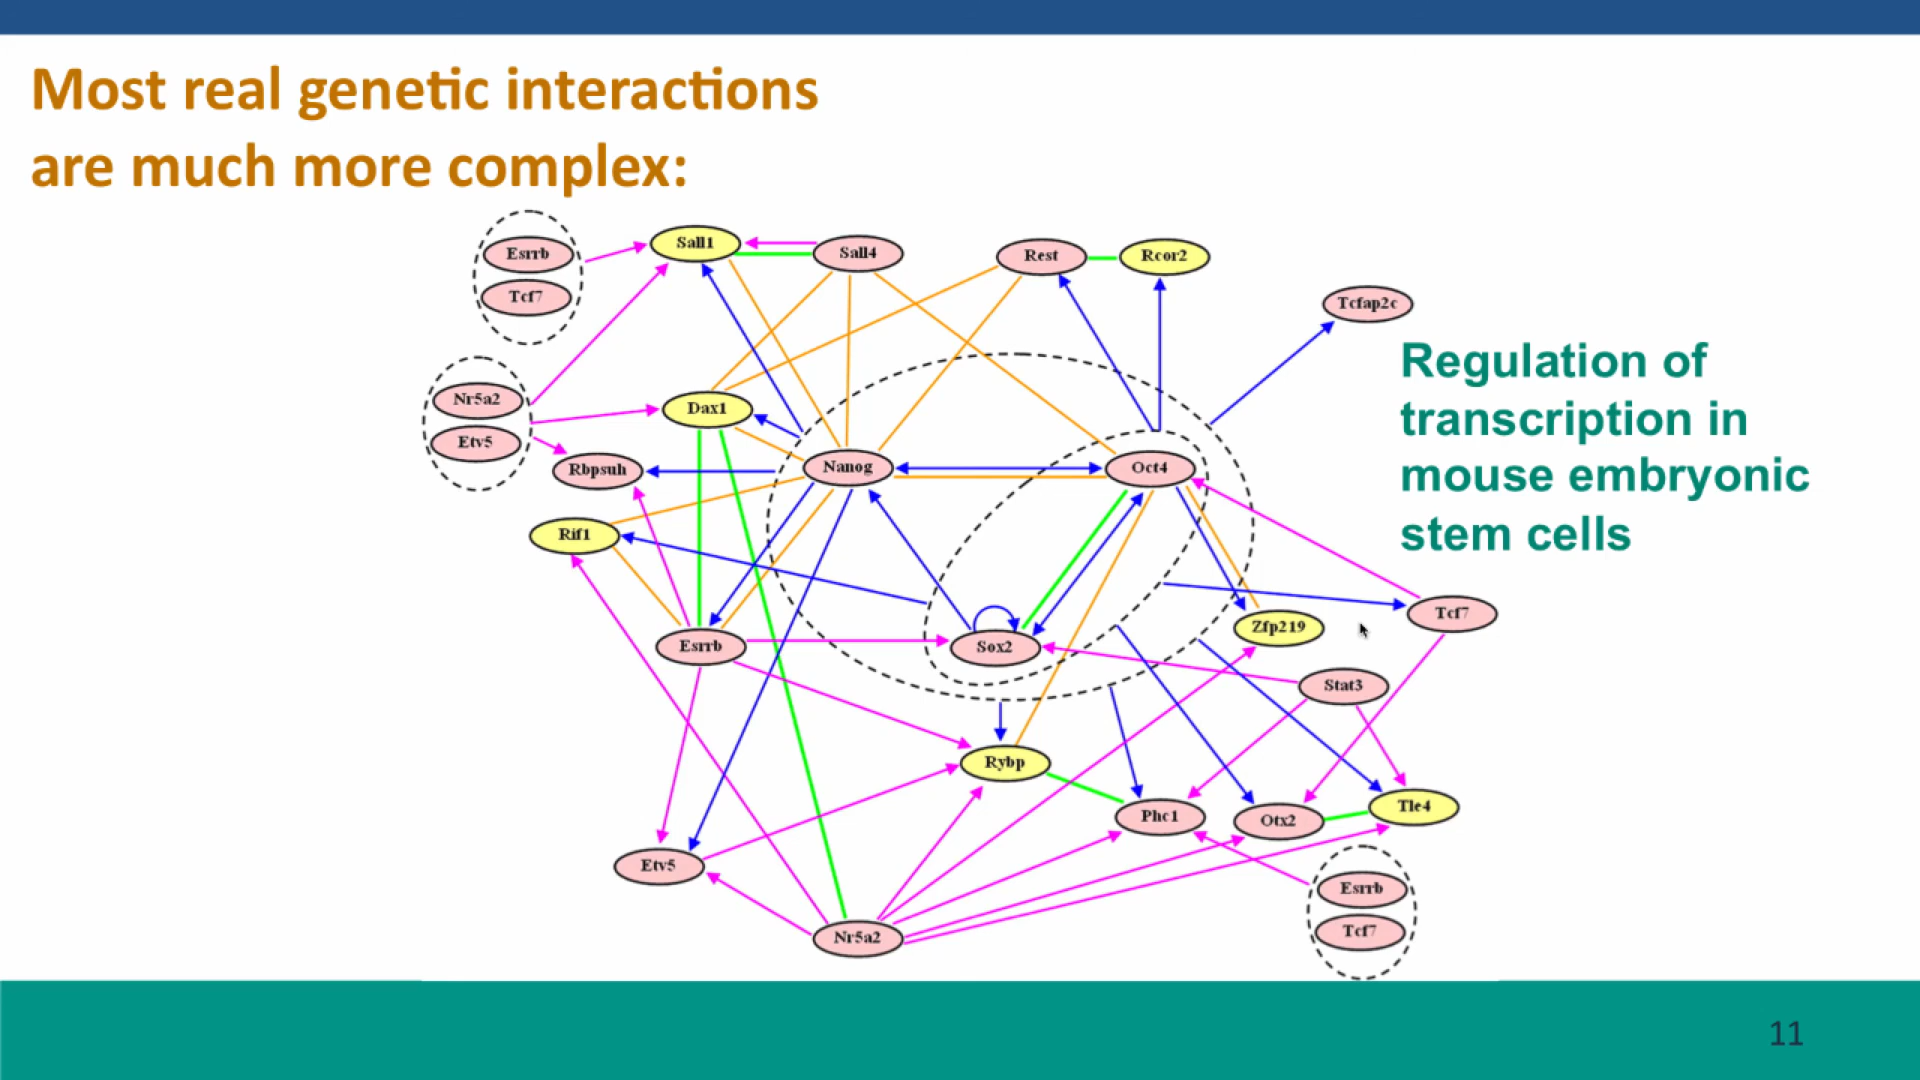 Most real genetic interactions
are much more complex:
Esrrb
Tcf7
Sall1
Sall4
Rest
Rcor2
Tcfap2c
Regulation of
transcription in
mouse embryonic
stem cells
Nr5a2
Etv5
Dax1
Rbpsuh
Nanog
Oct4
Rif1
Esrrb
Sox2
Zfp219
Tcf7
Stat3
Rybp
Phc1
Otx2
Tle4
Etv5
Nr5a2
Esrrb
Tcf7
11